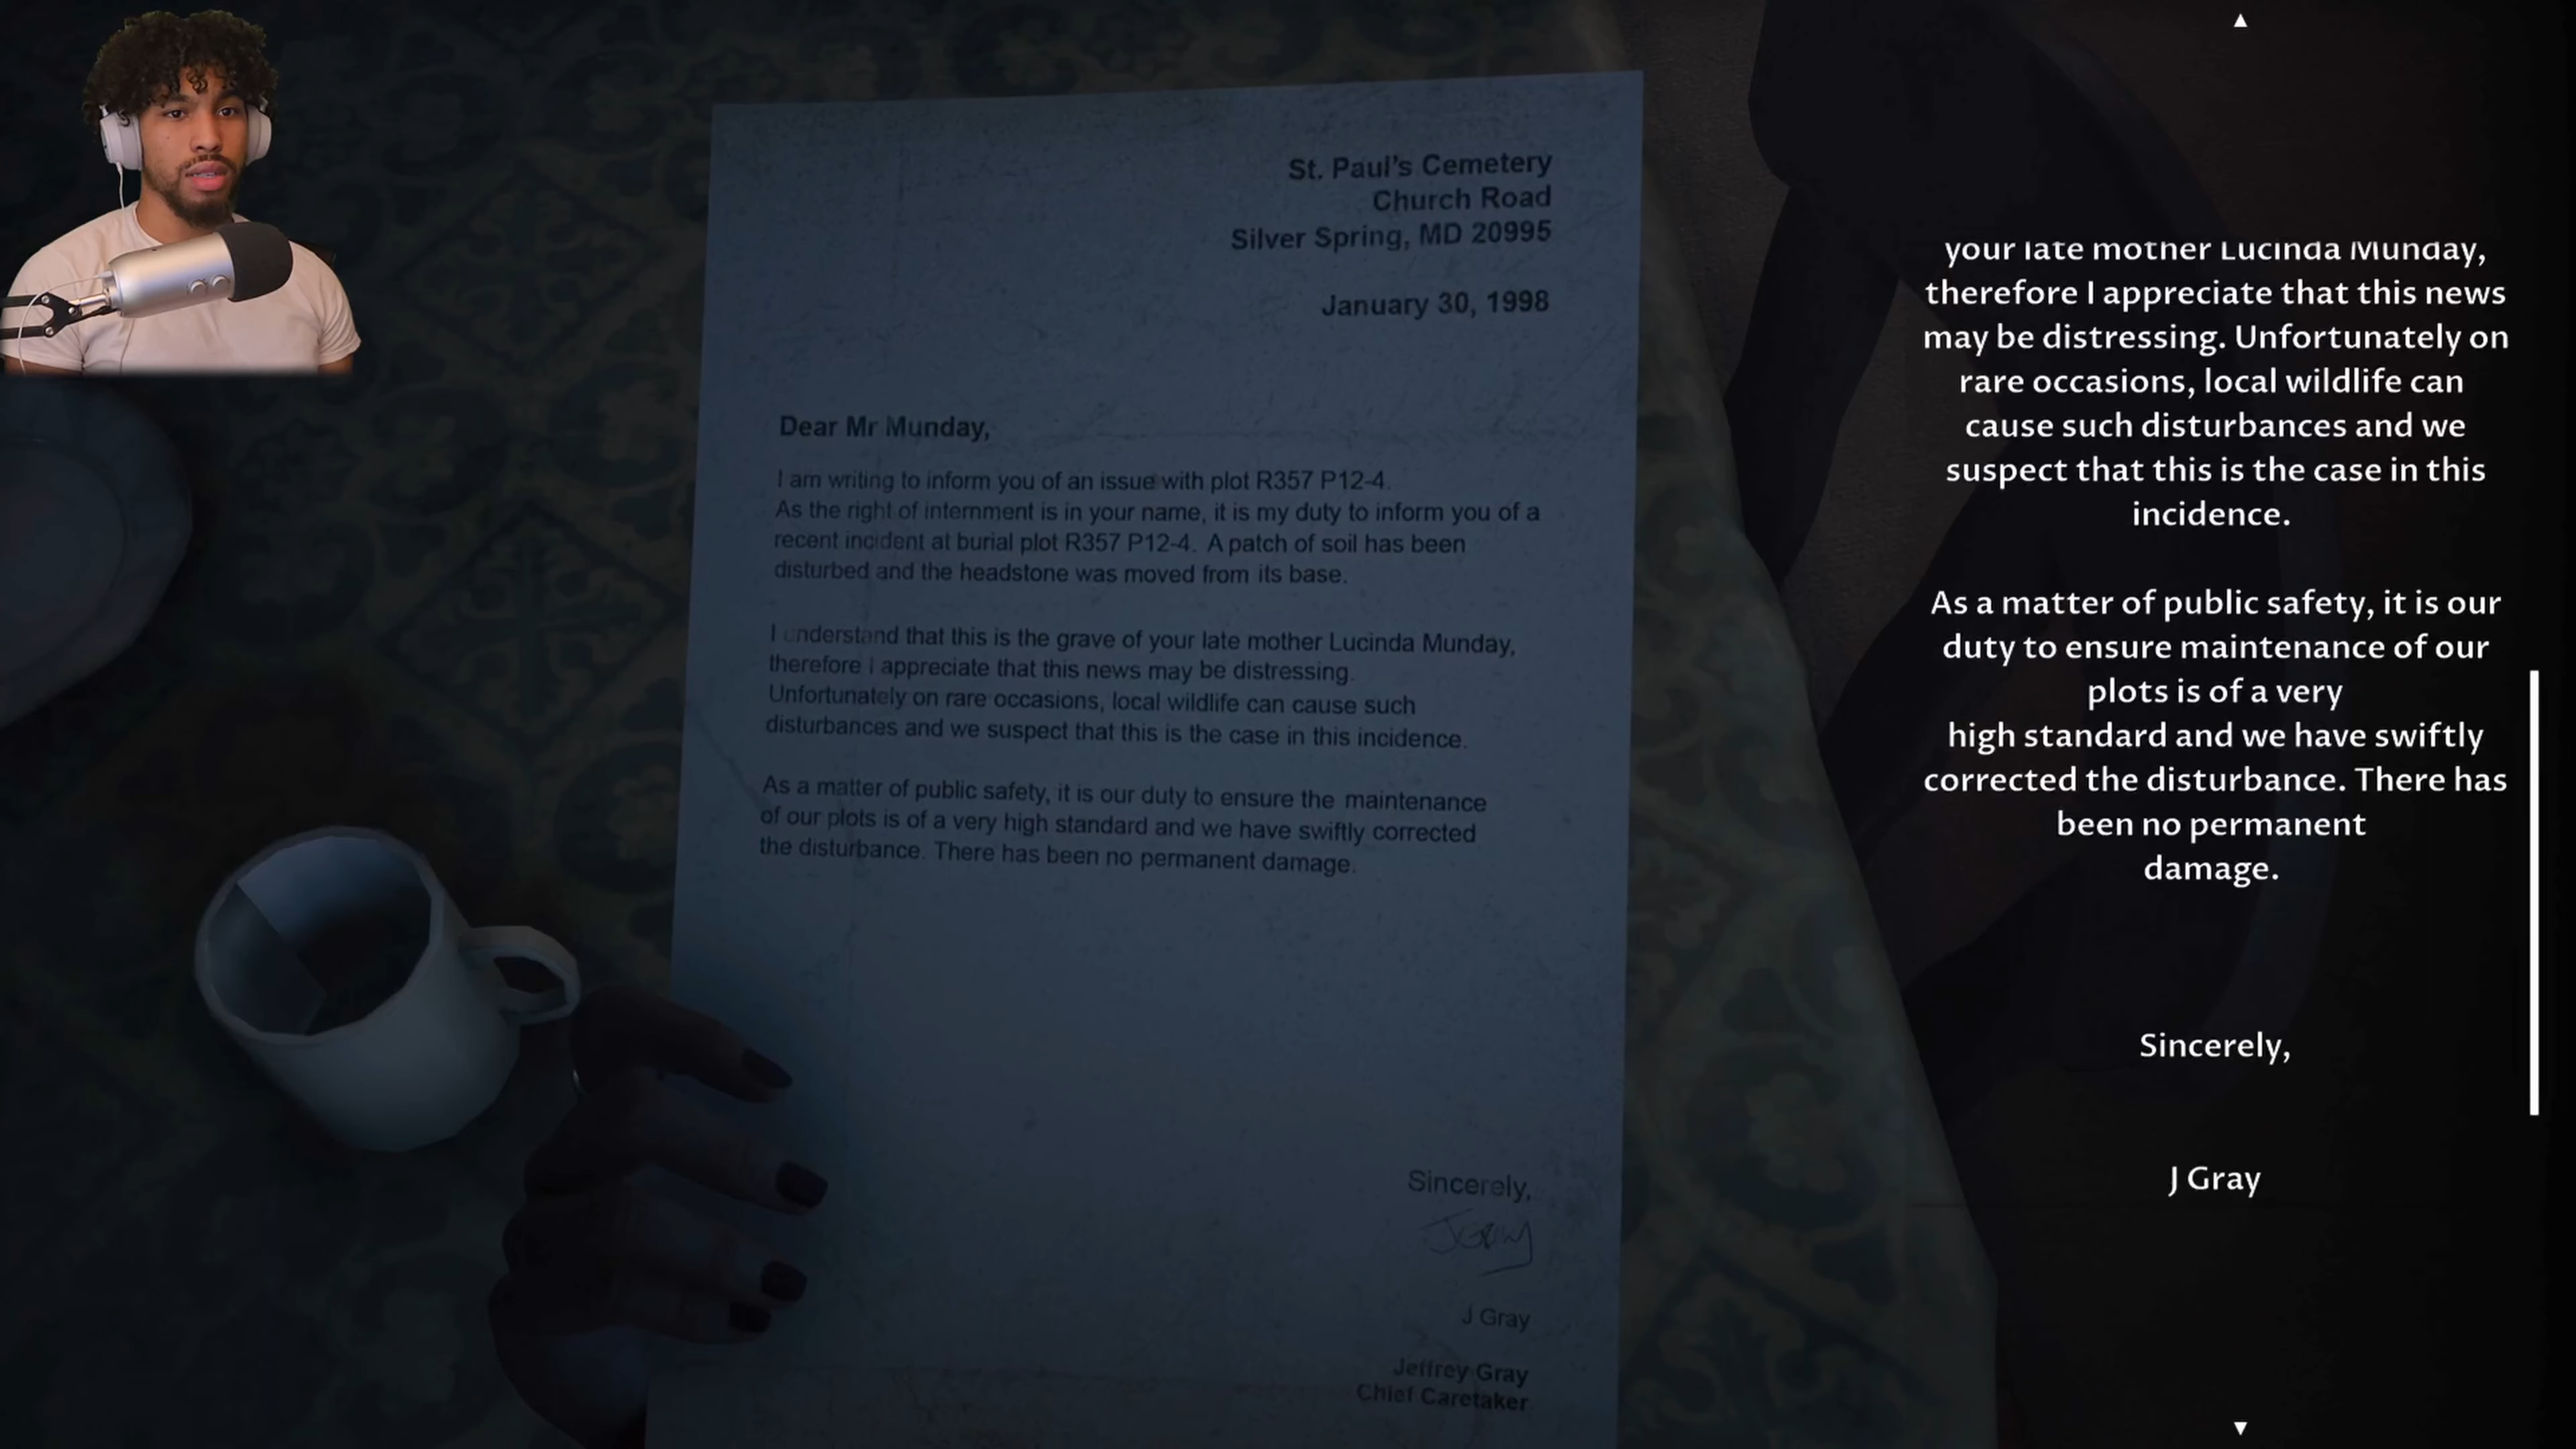 St. Paul's Cemetery
Church Road
Silver Spring, MD 20995
January 30, 1998
Dear Mr Munday,
I am writing to inform you of an issue with plot R357 P12-4.
As the right of internment is in your name, it is my duty to inform you of a
recent incident at burial plot R357 P12-4. A patch of soil has been
disturbed and the headstone was moved from its base.
I understand that this is the grave of your late mother Lucinda Munday,
therefore I appreciate that this news may be distressing.
Unfortunately on rare occasions, local wildlife can cause such
disturbances and we suspect that this is the case in this incidence.
As a matter of public safety, it is our duty to ensure the maintenance
of our plots is of a very high standard and we have swiftly corrected
the disturbance. There has been no permanent damage.
Sincerely,
JGray
J Gray
Jeffrey Gray
Chief Caretaker
your late mother Lucinda Munday,
therefore I appreciate that this news
may be distressing. Unfortunately on
rare occasions, local wildlife can
cause such disturbances and we
suspect that this is the case in this
incidence.
As a matter of public safety, it is our
duty to ensure maintenance of our
plots is of a very
high standard and we have swiftly
corrected the disturbance. There has
been no permanent
damage.
Sincerely,
J Gray